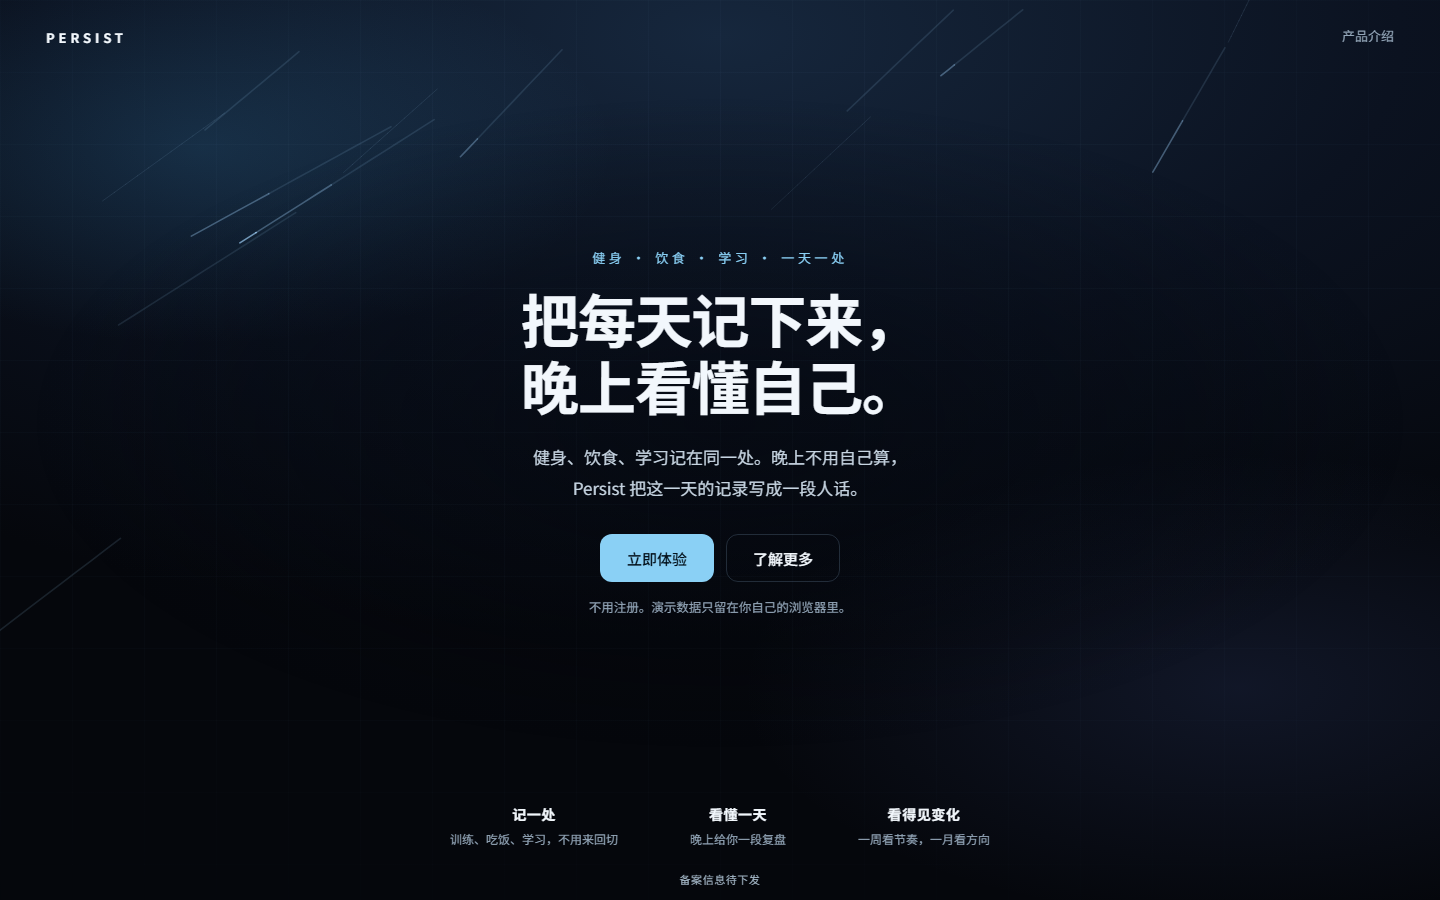 PERSIST
产品介绍
健身 · 饮食 · 学习 · 一天一处
把每天记下来，
晚上看懂自己。
健身、饮食、学习记在同一处。晚上不用自己算，
Persist 把这一天的记录写成一段人话。
立即体验
了解更多
不用注册。演示数据只留在你自己的浏览器里。
记一处
看懂一天
看得见变化
训练、吃饭、学习，不用来回切
晚上给你一段复盘
一周看节奏，一月看方向
备案信息待下发